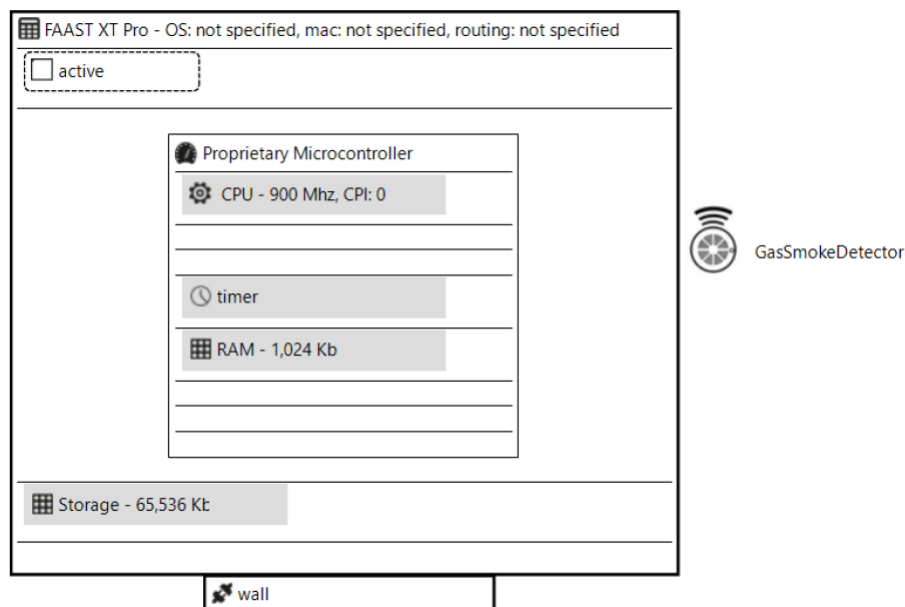 FAAST XT Pro - OS: not specified, mac: not specified, routing: not specified
active
Proprietary Microcontroller
CPU - 900 Mhz, CPI: 0
timer
RAM - 1,024 Kb
GasSmokeDetector
Storage - 65,536 Kb
wall